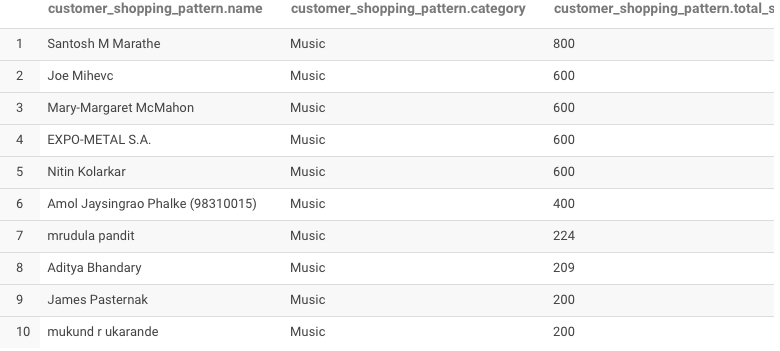 customer_shopping_pattern.name customer_shopping_pattern.category customer_shopping_pattern.total_s
1 Santosh M Marathe Music 800
2 Joe Mihevc Music 600
3 Mary-Margaret McMahon Music 600
4 EXPO-METAL S.A. Music 600
5 Nitin Kolarkar Music 600
6 Amol Jaysingrao Phalke (98310015) Music 400
7 mrudula pandit Music 224
8 Aditya Bhandary Music 209
9 James Pasternak Music 200
10 mukund r ukarande Music 200